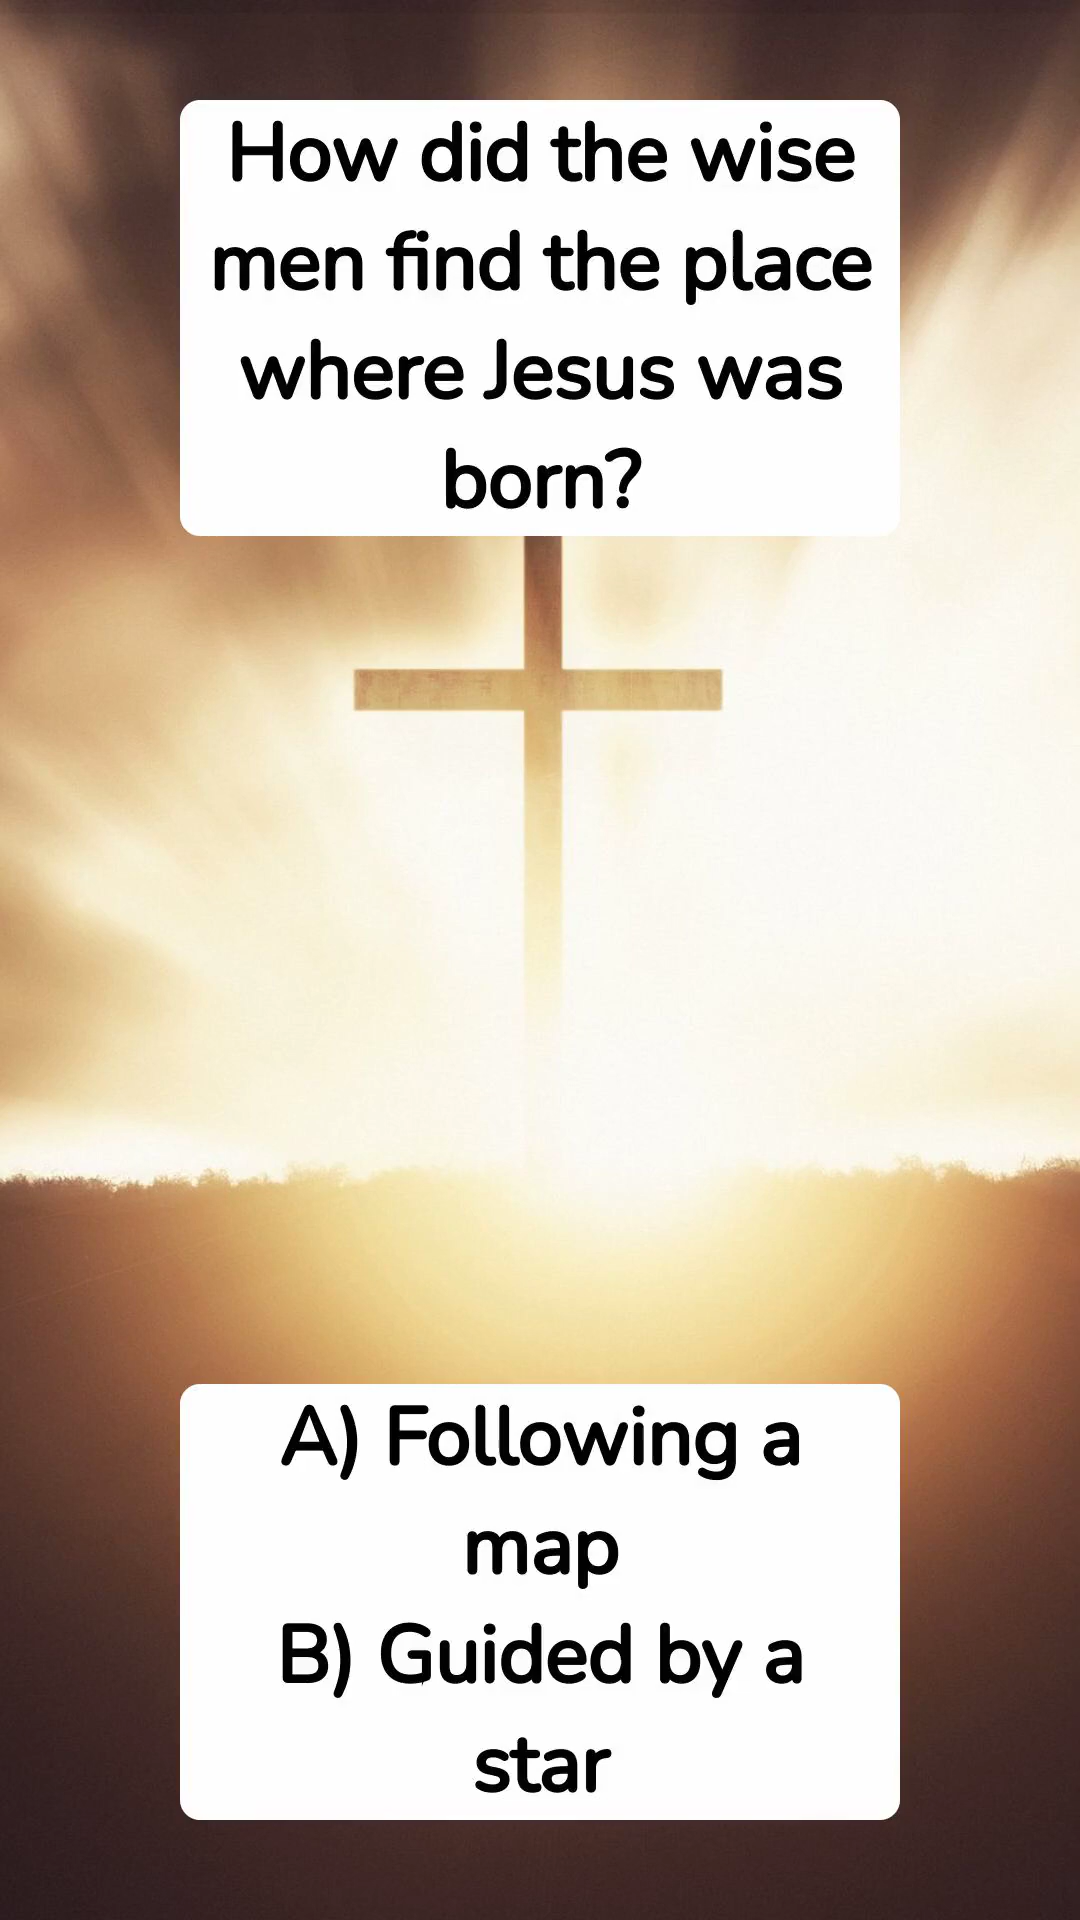 How did the wise
men find the place
where Jesus was
born?
A) Following a
map
B) Guided by a
star